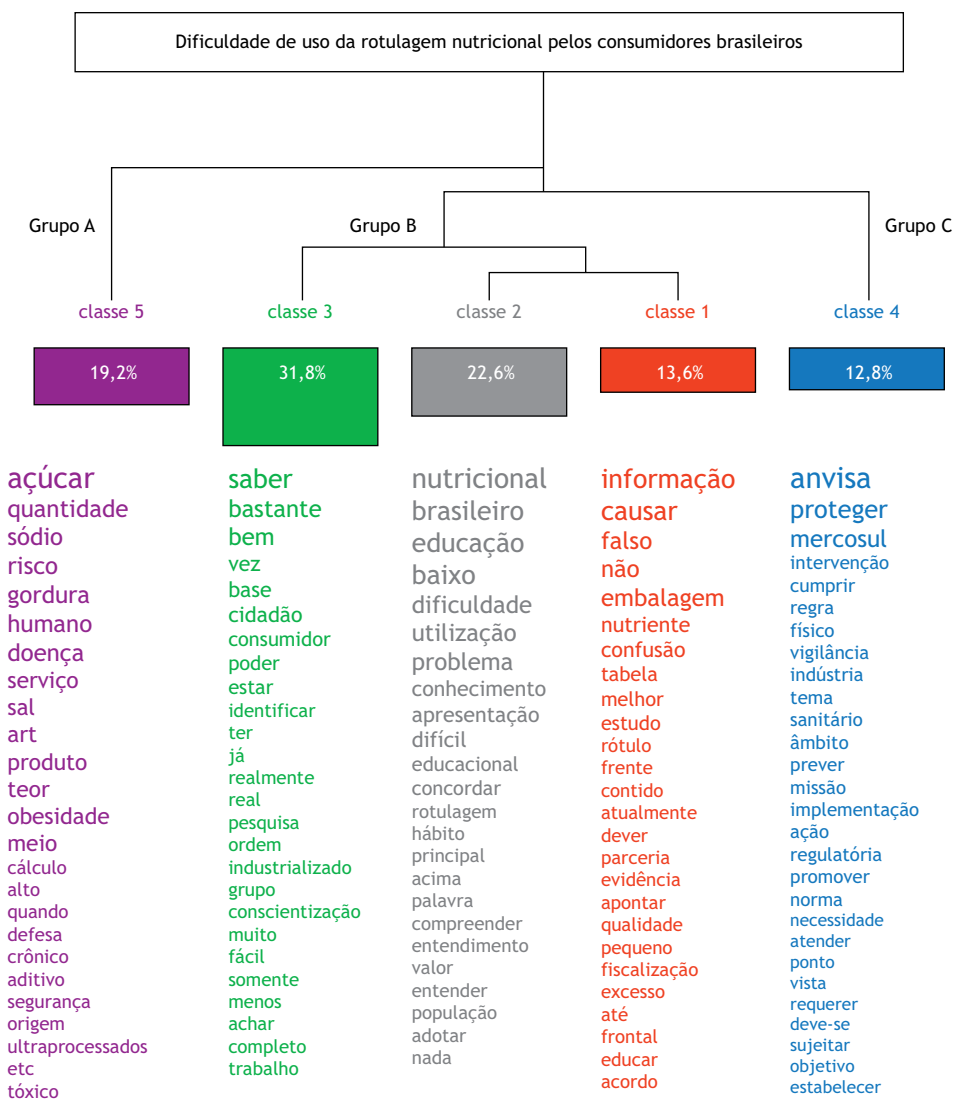 Dificuldade de uso da rotulagem nutricional pelos consumidores brasileiros
Grupo A
Grupo B
Grupo C
classe 5
classe 3
classe 2
classe 1
classe 4
19,2%
31,8%
22,6%
13,6%
12,8%
açúcar
quantidade
sódio
risco
gordura
humano
doença
serviço
sal
art
produto
teor
obesidade
meio
cálculo
alto
quando
defesa
crônico
aditivo
segurança
origem
ultraprocessados
etc
tóxico
saber
bastante
bem
vez
base
cidadão
consumidor
poder
estar
identificar
ter
já
realmente
real
pesquisa
ordem
industrializado
grupo
conscientização
muito
fácil
somente
menos
achar
completo
trabalho
nutricional
brasileiro
educação
baixo
dificuldade
utilização
problema
conhecimento
apresentação
difícil
educacional
concordar
rotulagem
hábito
principal
acima
palavra
compreender
entendimento
valor
entender
população
adotar
nada
informação
causar
falso
não
embalagem
nutriente
confusão
tabela
melhor
estudo
rótulo
frente
contido
atualmente
dever
parceria
evidência
apontar
qualidade
pequeno
fiscalização
excesso
até
frontal
educar
acordo
anvisa
proteger
mercosul
intervenção
cumprir
regra
físico
vigilância
indústria
tema
sanitário
âmbito
prever
missão
implementação
ação
regulatória
promover
norma
necessidade
atender
ponto
vista
requerer
deve-se
sujeitar
objetivo
estabelecer